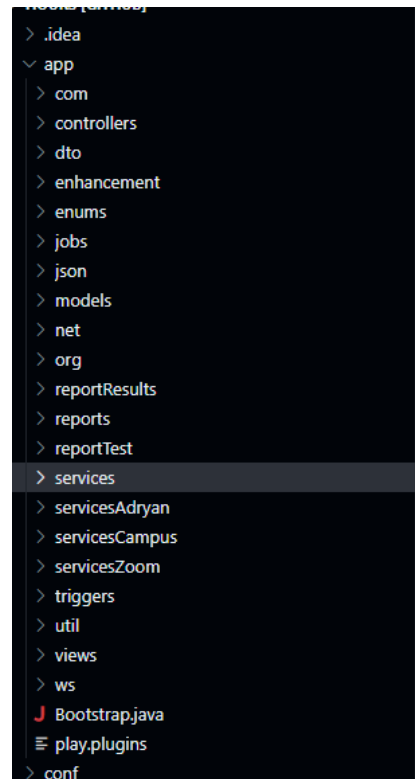 .idea
app
com
controllers
dto
enhancement
enums
jobs
json
models
net
org
reportResults
reports
reportTest
services
servicesAdryan
servicesCampus
servicesZoom
triggers
util
views
ws
J Bootstrap.java
play.plugins
conf